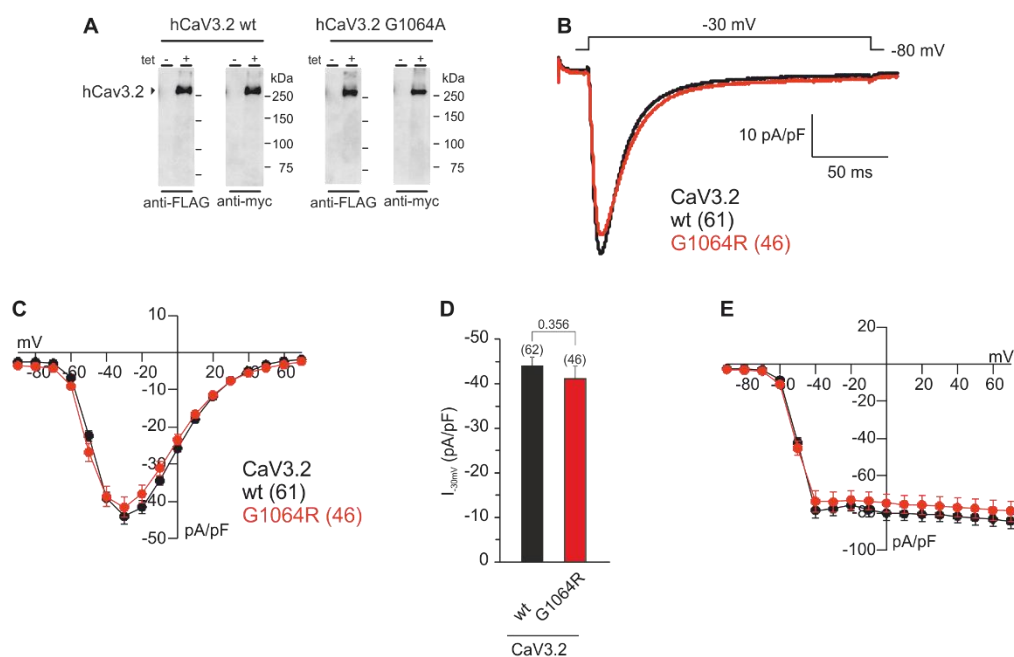 A
hCaV3.2 wt
hCaV3.2 G1064A
tet - + - + tet - + - +
kDa kDa
hCav3.2
250 250
150 150
100 100
75 75
anti-FLAG anti-myc anti-FLAG anti-myc
B
-30 mV
-80 mV
10 pA/pF
50 ms
CaV3.2
wt (61)
G1064R (46)
C
10
mV
-80 -60 -40 -20 20 40 60
-10
-20
-30
-40
-50
pA/pF
CaV3.2
wt (61)
G1064R (46)
D
0.356
(62) (46)
-50
-40
-30
-20
-10
0
I-30mV (pA/pF)
wt G1064R
CaV3.2
E
20
mV
-80 -60 -40 -20 20 40 60
-20
-40
-60
-80
-100
pA/pF